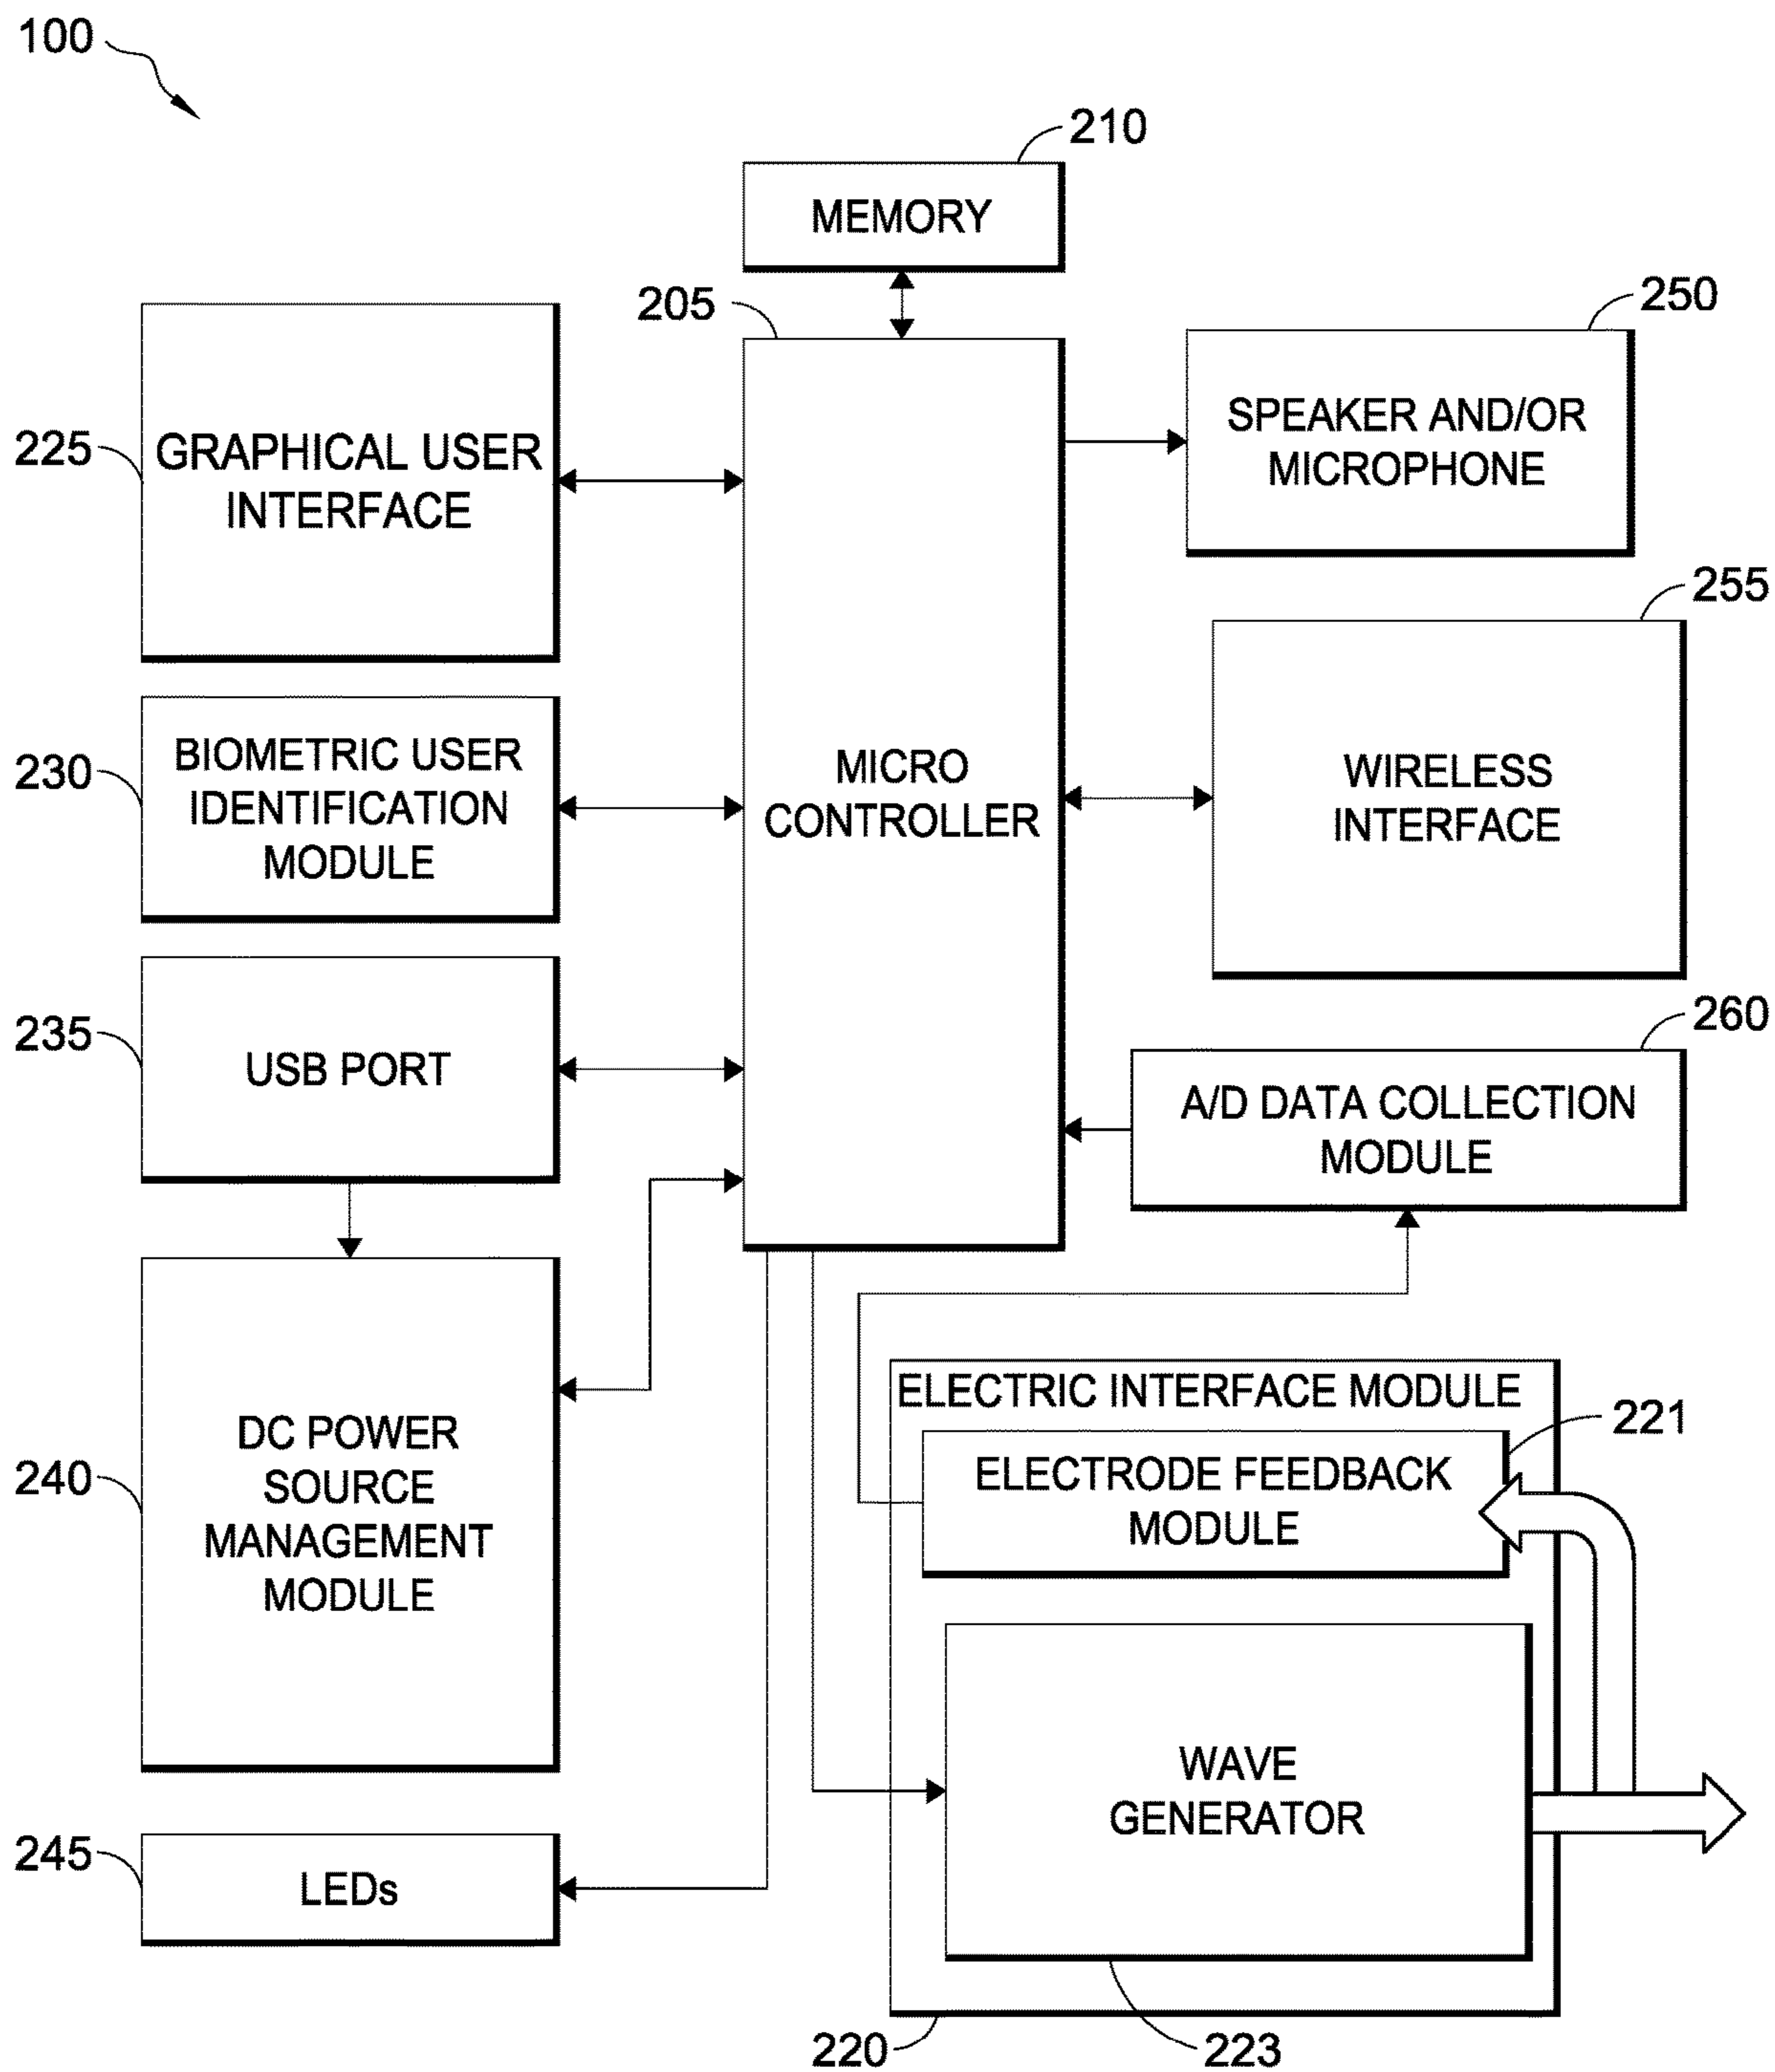 100
210
MEMORY
205
250
SPEAKER AND/OR
MICROPHONE
225
GRAPHICAL USER
INTERFACE
255
WIRELESS
INTERFACE
230
BIOMETRIC USER
IDENTIFICATION
MODULE
MICRO
CONTROLLER
235
USB PORT
260
A/D DATA COLLECTION
MODULE
240
DC POWER
SOURCE
MANAGEMENT
MODULE
ELECTRIC INTERFACE MODULE
221
ELECTRODE FEEDBACK
MODULE
WAVE
GENERATOR
245
LEDs
220
223